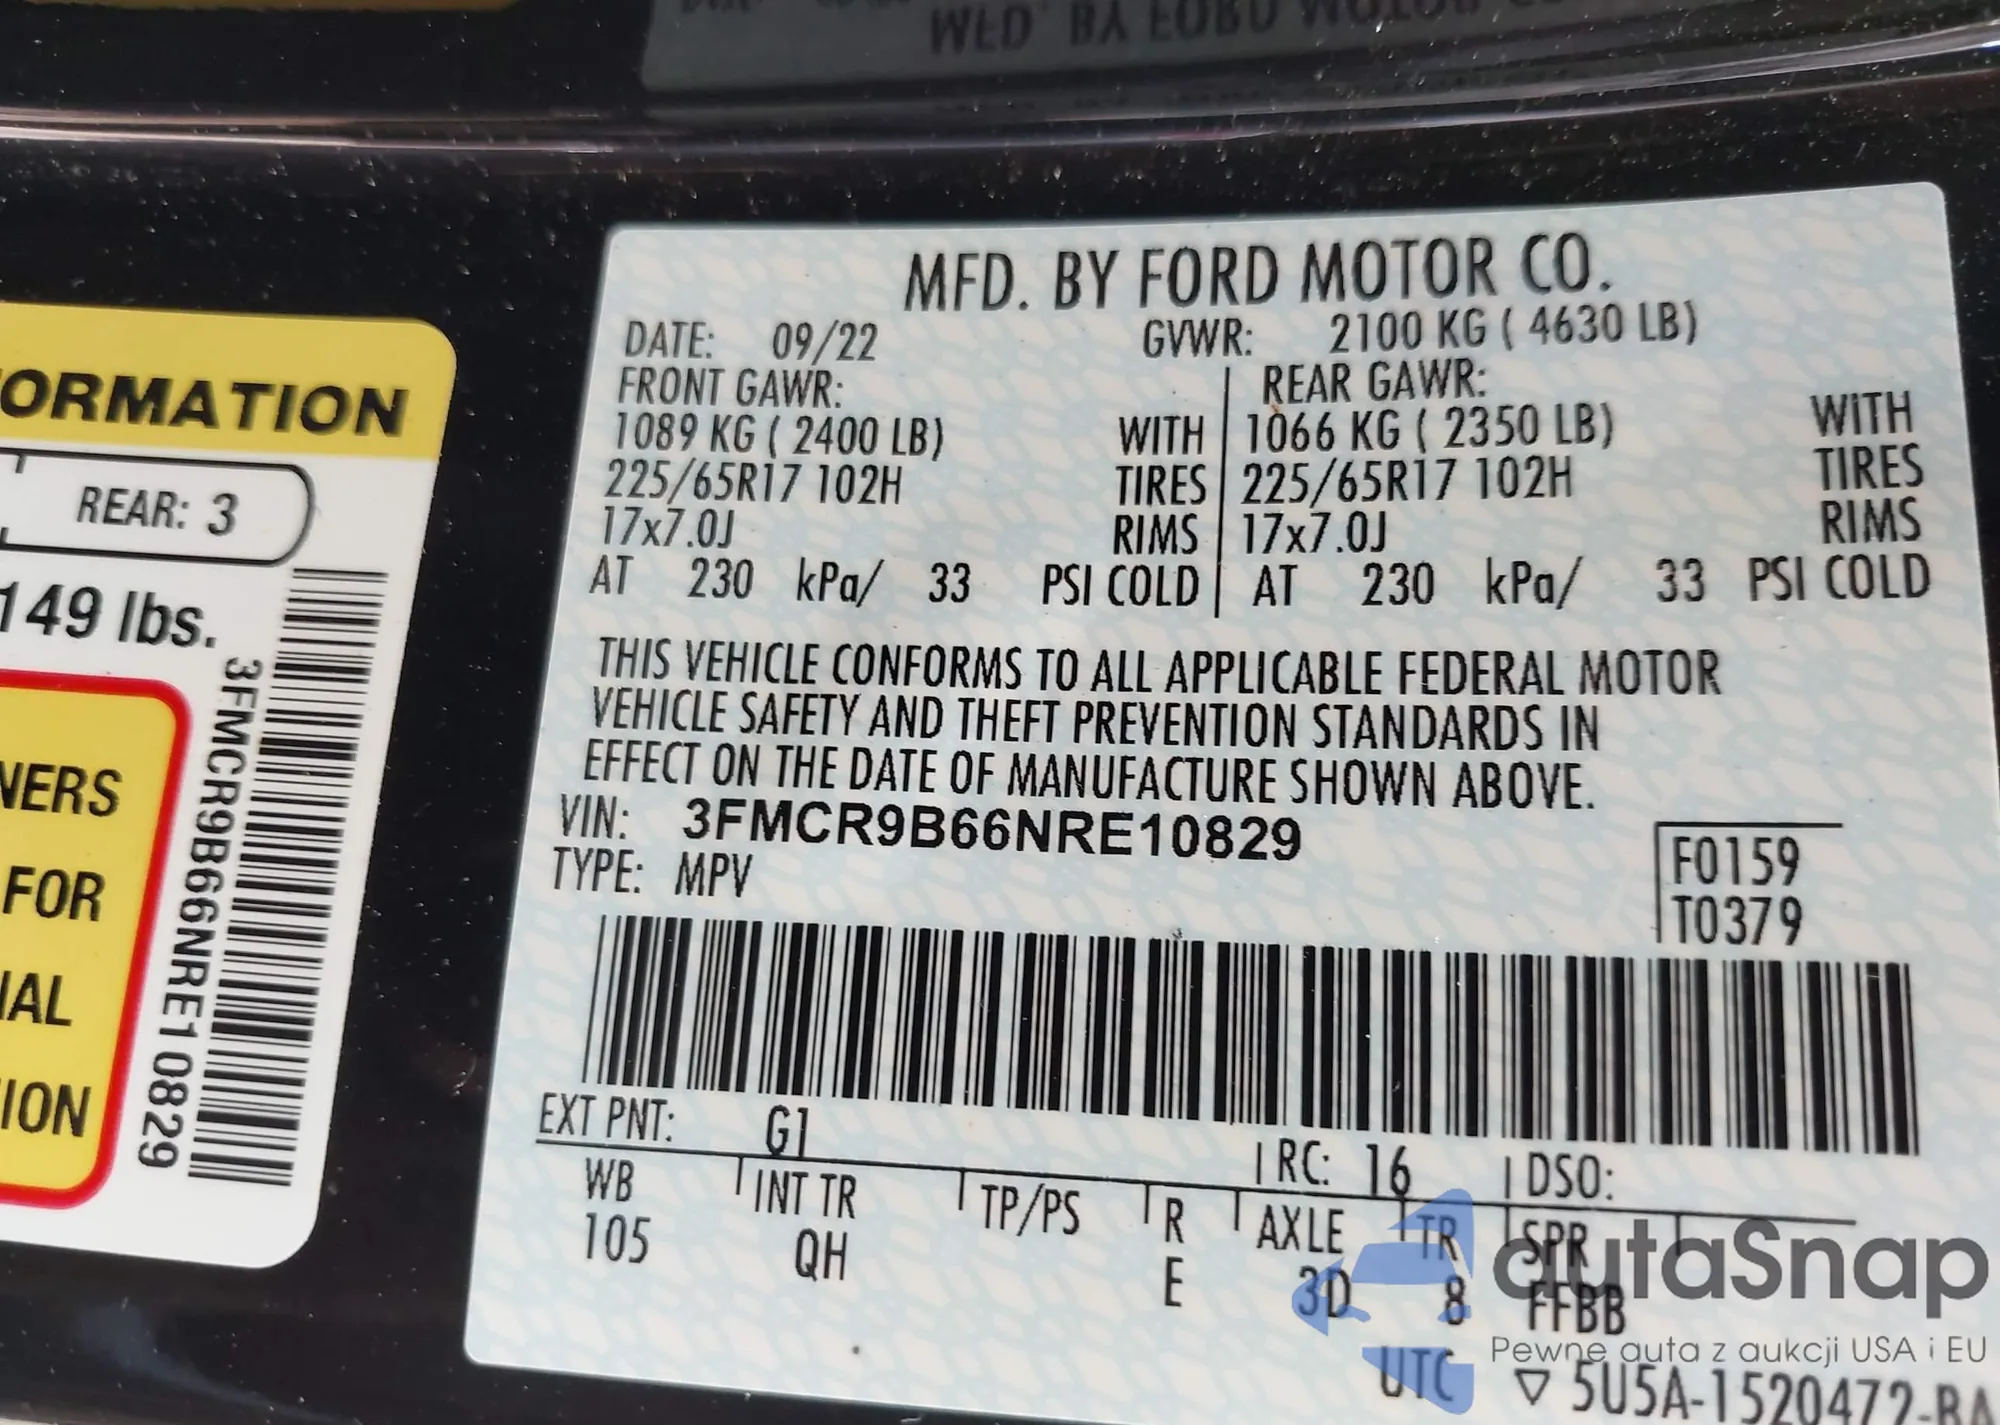 MFD. BY FORD MOTOR CO.
DATE: 09/22 GVWR: 2100 KG ( 4630 LB)
FRONT GAWR: REAR GAWR:
1089 KG ( 2400 LB) WITH 1066 KG ( 2350 LB) WITH
225/65R17 102H TIRES 225/65R17 102H TIRES
17x7.0J RIMS 17x7.0J RIMS
AT 230 kPa/ 33 PSI COLD AT 230 kPa/ 33 PSI COLD
THIS VEHICLE CONFORMS TO ALL APPLICABLE FEDERAL MOTOR
VEHICLE SAFETY AND THEFT PREVENTION STANDARDS IN
EFFECT ON THE DATE OF MANUFACTURE SHOWN ABOVE.
VIN: 3FMCR9B66NRE10829
TYPE: MPV
F0159
T0379
EXT PNT: G1 RC: 16 DSO:
WB INT TR TP/PS R AXLE TR SPR
105 QH E 3D 8 FFBB
UTC ▽ 5U5A-1520472-BA
ORMATION
REAR: 3
149 lbs.
3FMCR9B66NRE10829
NERS
FOR
IAL
ION
autaSnap
Pewne auta z aukcji USA i EU